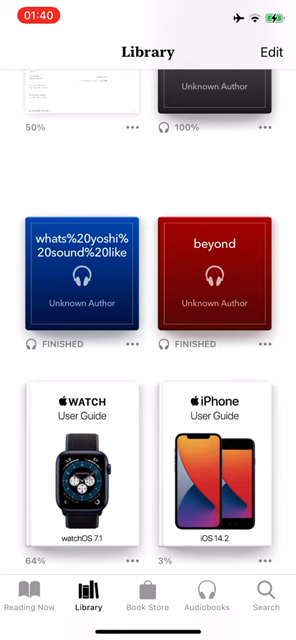 01:40
Library
Edit
Unknown Author
50%
100%
whats%20yoshi%
20sound%20like
Unknown Author
beyond
Unknown Author
FINISHED
FINISHED
WATCH
User Guide
watchOS 7.1
iPhone
User Guide
iOS 14.2
64%
3%
Reading Now
Library
Book Store
Audiobooks
Search